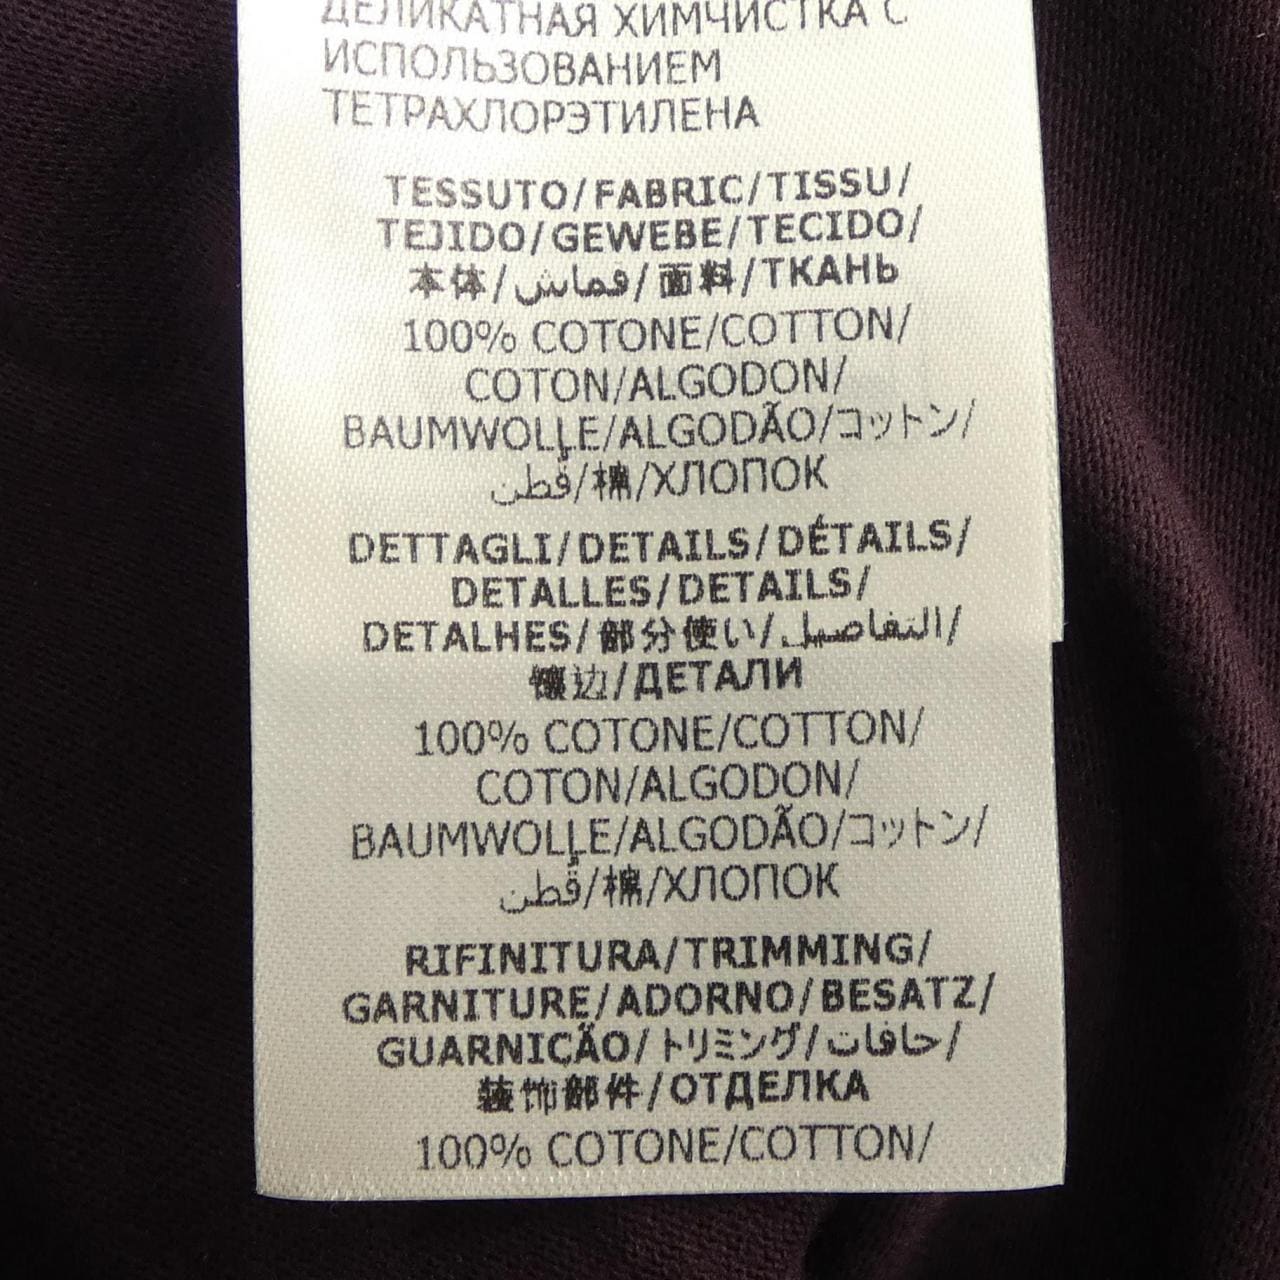 ДЕЛИКАТНАЯ ХИМЧИСТКА С
ИСПОЛЬЗОВАНИЕМ
ТЕТРАХЛОРЭТИЛЕНА
TESSUTO/FABRIC/TISSU/
TEJIDO/GEWEBE/TECIDO/
本体/قماش/面料/ТКАНЬ
100% COTONE/COTTON/
COTON/ALGODON/
BAUMWOLLE/ALGODÃO/コットン/
قُطن/棉/ХЛОПОК
DETTAGLI/DETAILS/DÉTAILS/
DETALLES/DETAILS/
DETALHES/部分使い/التفاصيل/
镶边/ДЕТАЛИ
100% COTONE/COTTON/
COTON/ALGODON/
BAUMWOLLE/ALGODÃO/コットン/
قُطن/棉/ХЛОПОК
RIFINITURA/TRIMMING/
GARNITURE/ADORNO/BESATZ/
GUARNIÇÃO/トリミング/حافات/
装饰部件/ОТДЕЛКА
100% COTONE/COTTON/